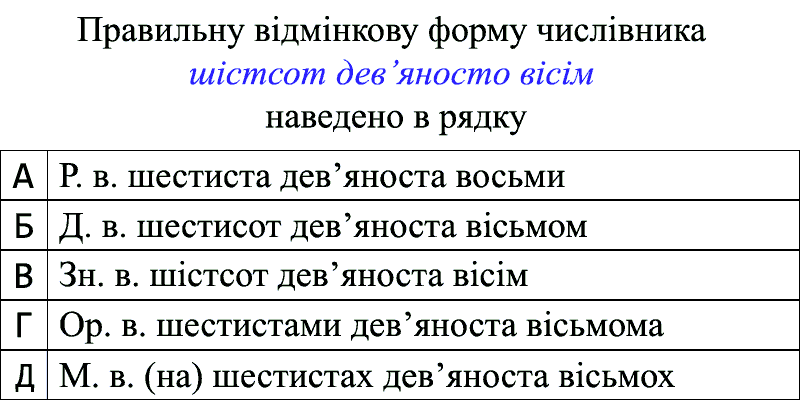 Правильну відмінкову форму числівника
шістсот дев’яносто вісім
наведено в рядку
А Р. в. шестиста дев’яноста восьми
Б Д. в. шестисот дев’яноста вісьмом
В Зн. в. шістсот дев’яноста вісім
Г Ор. в. шестистами дев’яноста вісьмома
Д М. в. (на) шестистах дев’яноста вісьмох